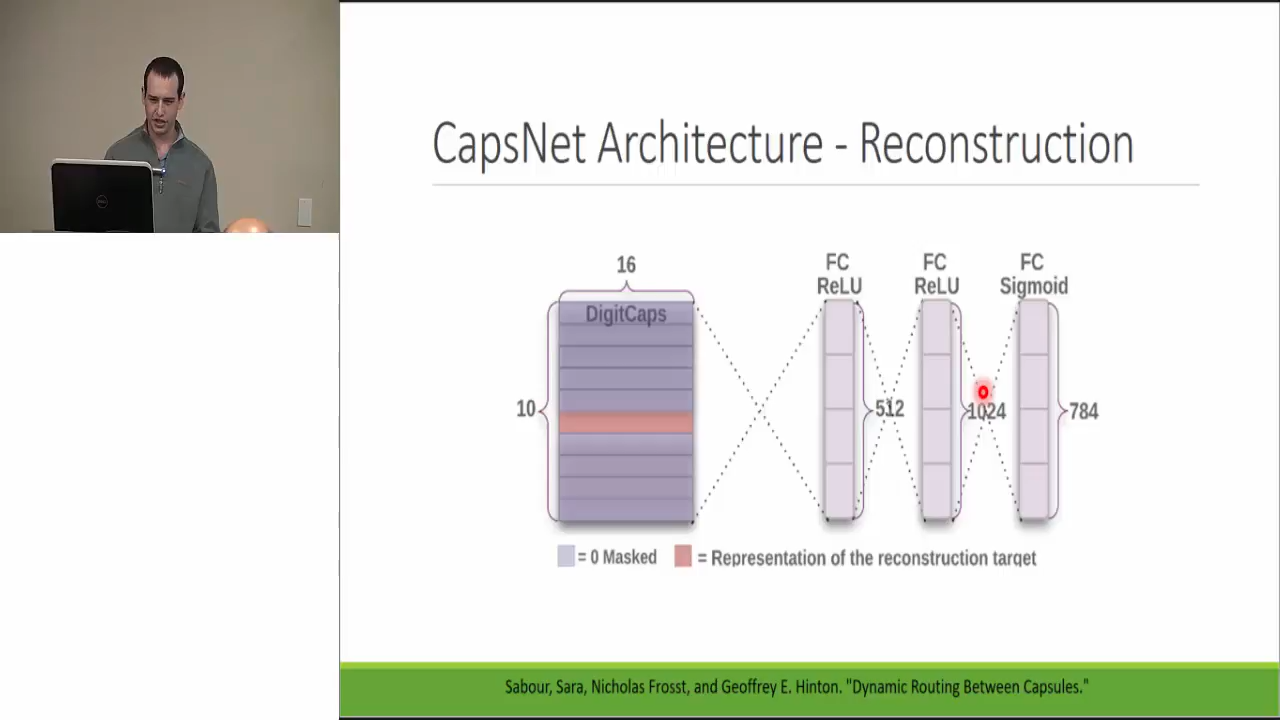 CapsNet Architecture - Reconstruction
16
DigitCaps
10
FC
ReLU
512
FC
ReLU
1024
FC
Sigmoid
784
= 0 Masked
= Representation of the reconstruction target
Sabour, Sara, Nicholas Frosst, and Geoffrey E. Hinton. "Dynamic Routing Between Capsules."